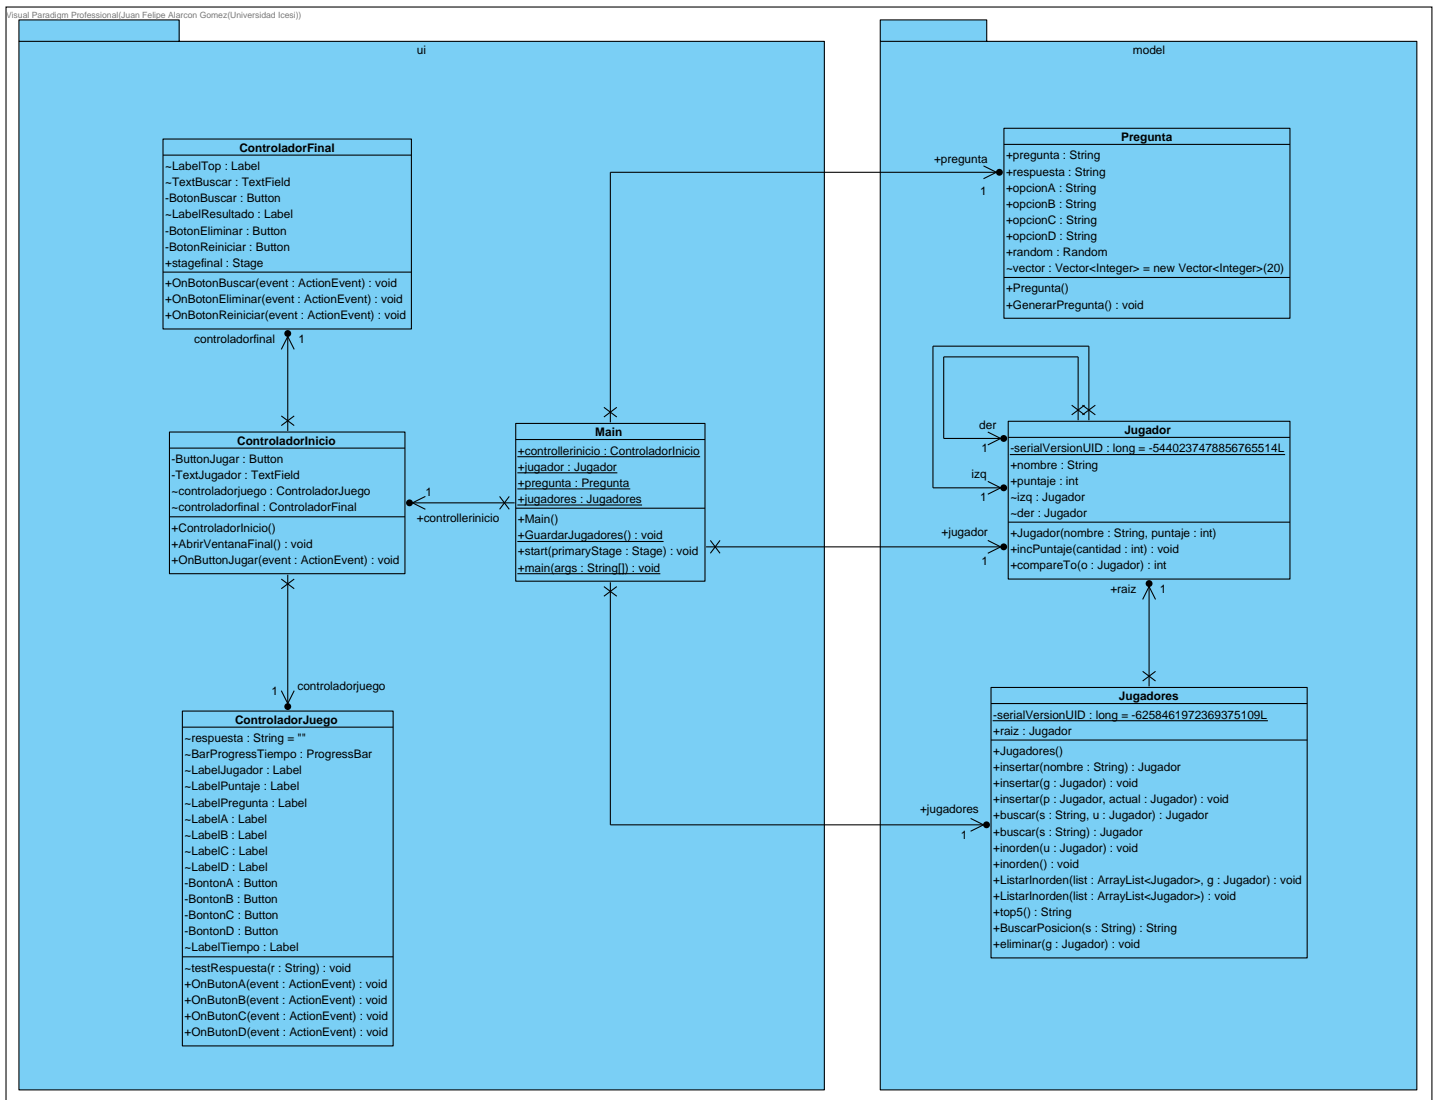 Visual Paradigm Professional(Juan Felipe Alarcon Gomez(Universidad Icesi))
ui
ControladorFinal
~LabelTop : Label
~TextBuscar : TextField
-BotonBuscar : Button
~LabelResultado : Label
-BotonEliminar : Button
-BotonReiniciar : Button
+stagefinal : Stage
+OnBotonBuscar(event : ActionEvent) : void
+OnBotonEliminar(event : ActionEvent) : void
+OnBotonReiniciar(event : ActionEvent) : void
controladorfinal
1
ControladorInicio
-ButtonJugar : Button
-TextJugador : TextField
~controladorjuego : ControladorJuego
~controladorfinal : ControladorFinal
+ControladorInicio()
+AbrirVentanaFinal() : void
+OnButtonJugar(event : ActionEvent) : void
1
+controllerinicio
Main
+controllerinicio : ControladorInicio
+jugador : Jugador
+pregunta : Pregunta
+jugadores : Jugadores
+Main()
+GuardarJugadores() : void
+start(primaryStage : Stage) : void
+main(args : String[]) : void
1
controladorjuego
ControladorJuego
~respuesta : String = ""
~BarProgressTiempo : ProgressBar
~LabelJugador : Label
~LabelPuntaje : Label
~LabelPregunta : Label
~LabelA : Label
~LabelB : Label
~LabelC : Label
~LabelD : Label
-BontonA : Button
-BontonB : Button
-BontonC : Button
-BontonD : Button
~LabelTiempo : Label
~testRespuesta(r : String) : void
+OnButonA(event : ActionEvent) : void
+OnButonB(event : ActionEvent) : void
+OnButonC(event : ActionEvent) : void
+OnButonD(event : ActionEvent) : void
model
+pregunta
1
Pregunta
+pregunta : String
+respuesta : String
+opcionA : String
+opcionB : String
+opcionC : String
+opcionD : String
+random : Random
~vector : Vector<Integer> = new Vector<Integer>(20)
+Pregunta()
+GenerarPregunta() : void
der
1
izq
1
+jugador
1
Jugador
-serialVersionUID : long = -5440237478856765514L
+nombre : String
+puntaje : int
~izq : Jugador
~der : Jugador
+Jugador(nombre : String, puntaje : int)
+incPuntaje(cantidad : int) : void
+compareTo(o : Jugador) : int
+raiz
1
+jugadores
1
Jugadores
-serialVersionUID : long = -6258461972369375109L
+raiz : Jugador
+Jugadores()
+insertar(nombre : String) : Jugador
+insertar(g : Jugador) : void
+insertar(p : Jugador, actual : Jugador) : void
+buscar(s : String, u : Jugador) : Jugador
+buscar(s : String) : Jugador
+inorden(u : Jugador) : void
+inorden() : void
+ListarInorden(list : ArrayList<Jugador>, g : Jugador) : void
+ListarInorden(list : ArrayList<Jugador>) : void
+top5() : String
+BuscarPosicion(s : String) : String
+eliminar(g : Jugador) : void